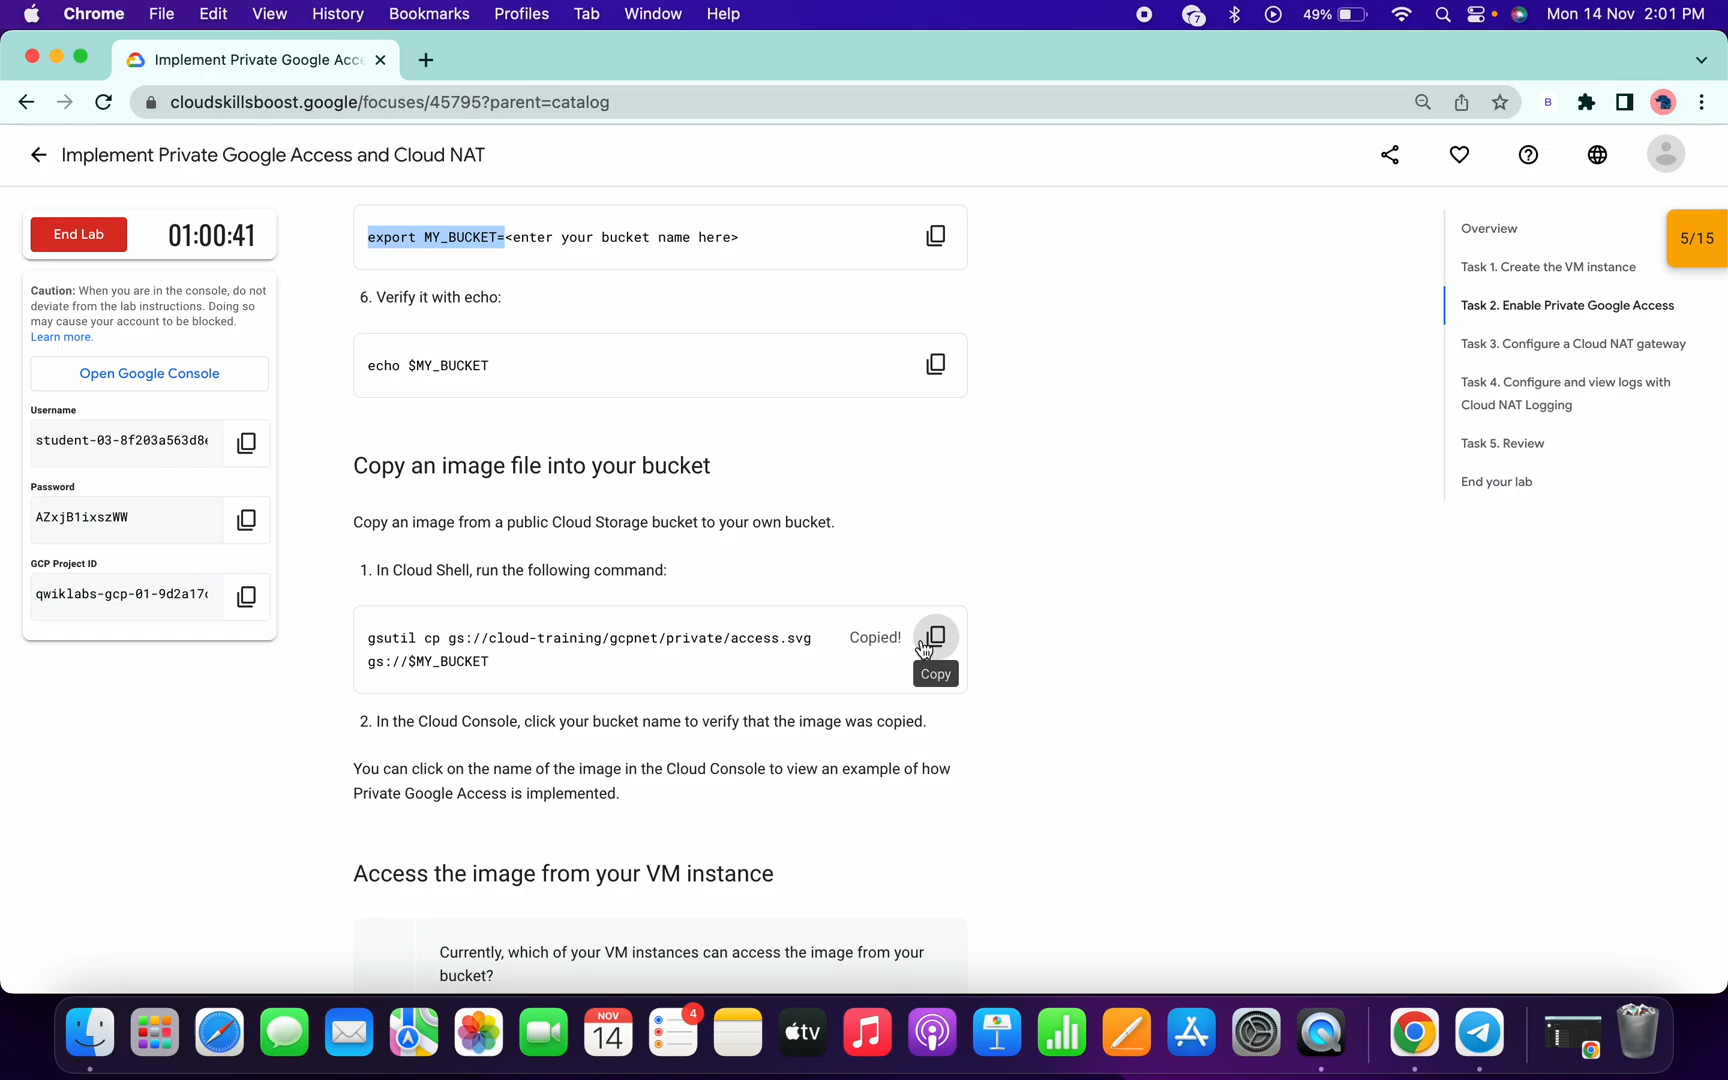 Chrome File Edit View History Bookmarks Profiles Tab Window Help 7 49% Mon 14 Nov 2:01 PM
Implement Private Google Acc
cloudskillsboost.google/focuses/45795?parent=catalog B
Implement Private Google Access and Cloud NAT
End Lab 01:00:41
Caution: When you are in the console, do not
deviate from the lab instructions. Doing so
may cause your account to be blocked.
Learn more.
Open Google Console
Username
student-03-8f203a563d8
Password
AZxjB1ixszWW
GCP Project ID
qwiklabs-gcp-01-9d2a17
export MY_BUCKET=<enter your bucket name here>
6. Verify it with echo:
echo $MY_BUCKET
Copy an image file into your bucket
Copy an image from a public Cloud Storage bucket to your own bucket.
1. In Cloud Shell, run the following command:
gsutil cp gs://cloud-training/gcpnet/private/access.svg
gs://$MY_BUCKET
Copied!
Copy
2. In the Cloud Console, click your bucket name to verify that the image was copied.
You can click on the name of the image in the Cloud Console to view an example of how
Private Google Access is implemented.
Access the image from your VM instance
Currently, which of your VM instances can access the image from your
bucket?
Overview
Task 1. Create the VM instance
Task 2. Enable Private Google Access
Task 3. Configure a Cloud NAT gateway
Task 4. Configure and view logs with
Cloud NAT Logging
Task 5. Review
End your lab
5/15
NOV
14
4
tv